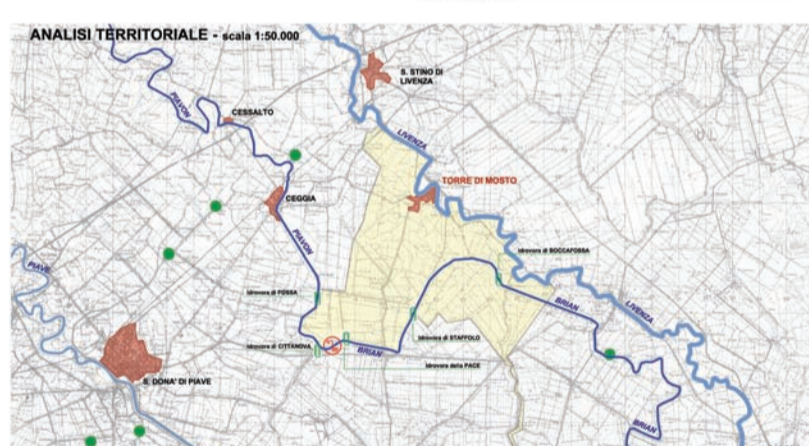 ANALISI TERRITORIALE - scala 1:50.000
S. STINO DI
LIVENZA
PIAVON
CESSALTO
LIVENZA
TORRE DI MOSTO
CEGGIA
PIAVON
Idrovora di BOCCAFOSSA
PIAVE
Idrovora di FOSSA
BRIAN
LIVENZA
Idrovora di STAFFOLO
Idrovora di CITTANOVA
BRIAN
Idrovora della PACE
S. DONA' DI PIAVE
BRIAN